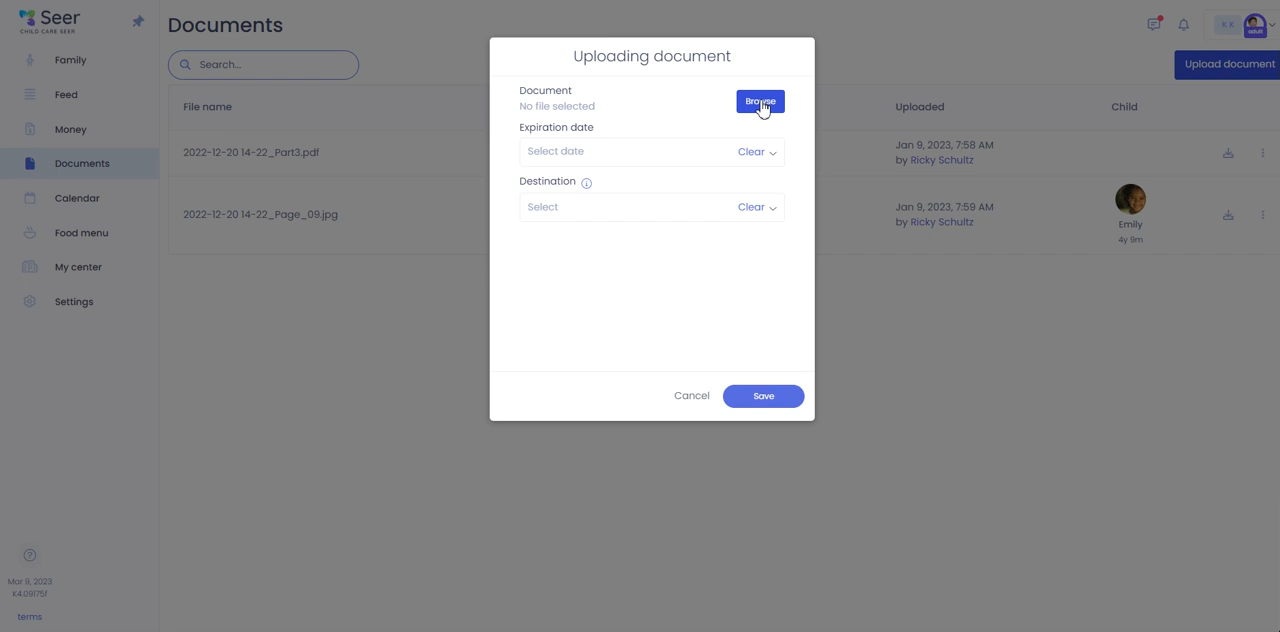 Seer
CHILD CARE SEER
Family
Feed
Money
Documents
Calendar
Food menu
My center
Settings
Mar 9, 2023
K4.09175f
terms
Documents
Search...
K X
adult
Upload document
File name
Uploaded
Child
2022-12-20 14-22_Part3.pdf
Jan 9, 2023, 7:58 AM
by Ricky Schultz
2022-12-20 14-22_Page_09.jpg
Jan 9, 2023, 7:59 AM
by Ricky Schultz
Emily
4y 9m
Uploading document
Document
No file selected
Browse
Expiration date
Select date
Clear
Destination
Select
Clear
Cancel
Save